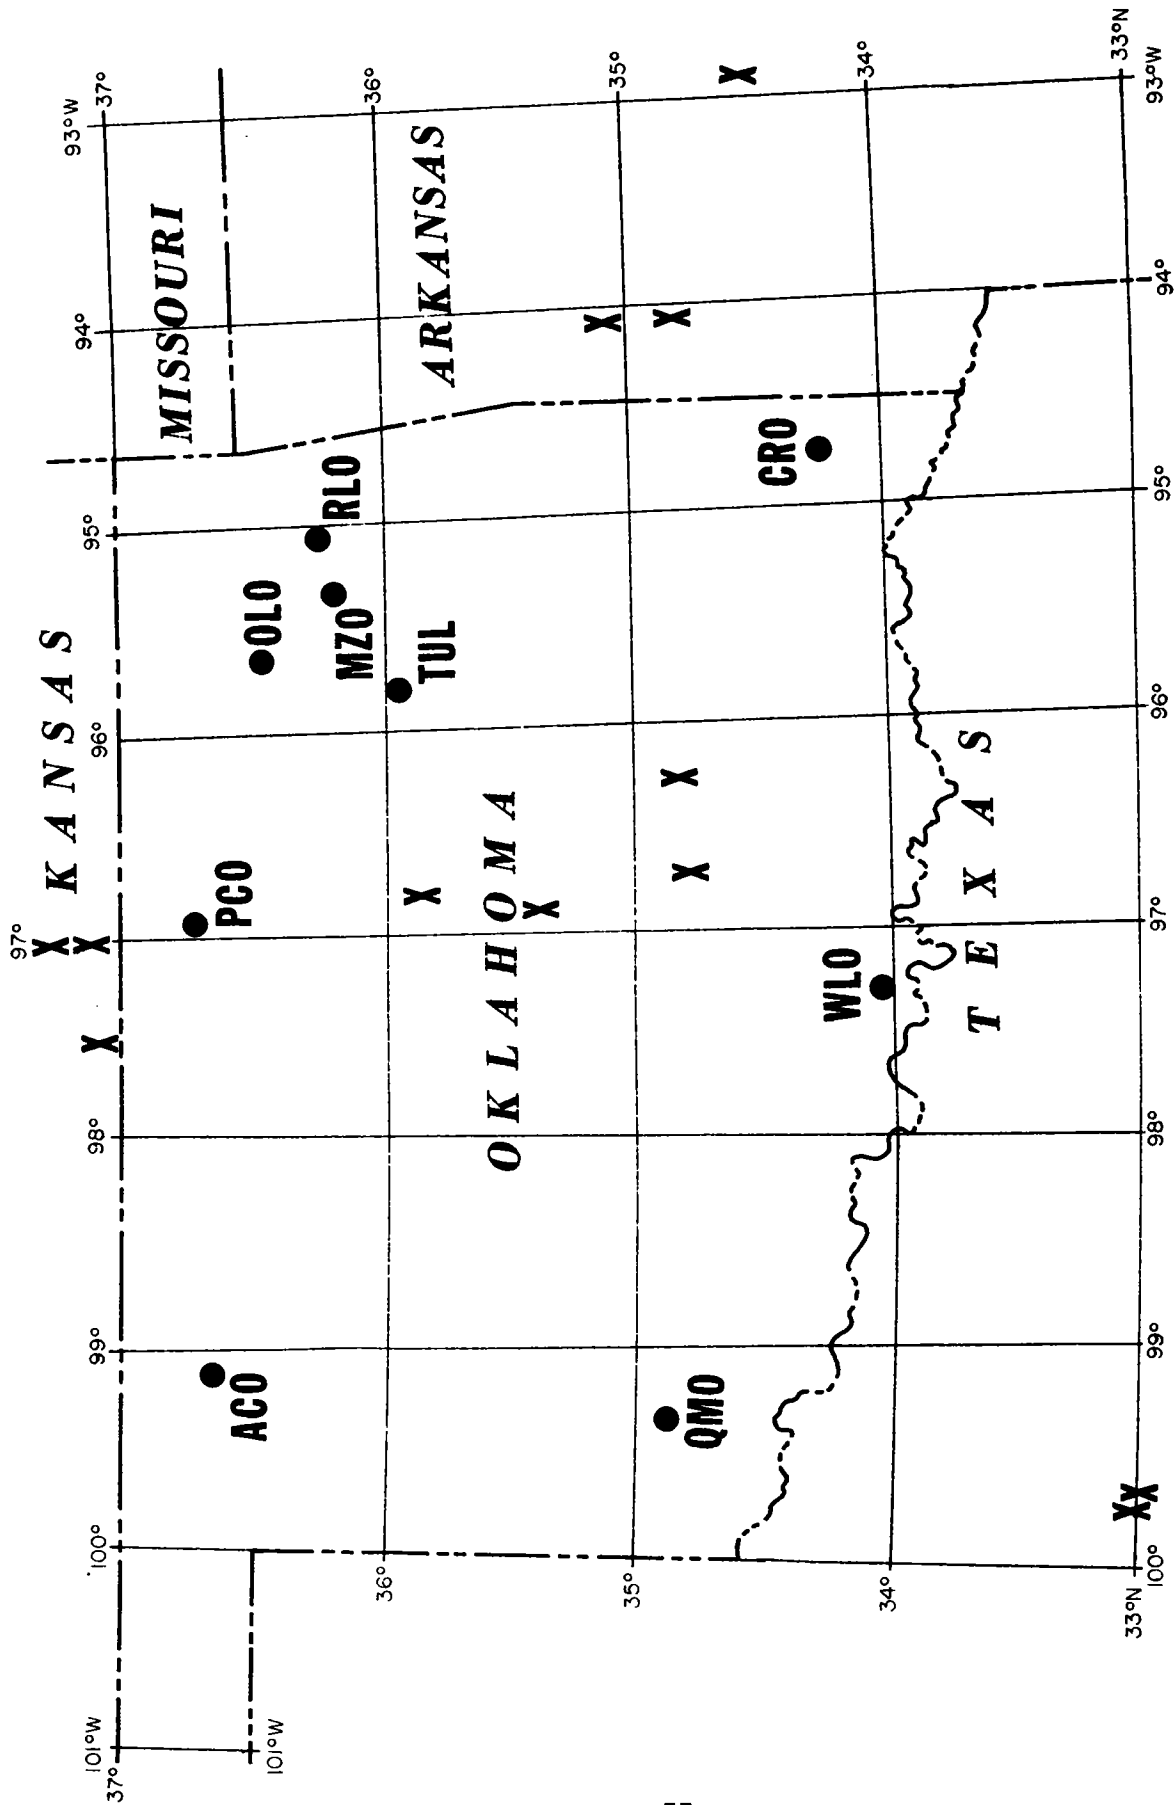 97°
101°W
100°
99°
98°
96°
95°
94°
93°W
37°
37°
KANSAS
MISSOURI
101°W
ACO
PCO
OLO
RLO
MZO
TUL
36°
36°
ARKANSAS
OKLAHOMA
35°
35°
QMO
WLO
CRO
34°
34°
TEXAS
33°N
33°N
100°
99°
98°
97°
96°
95°
94°
93°W
X
X
X
X
X
X
X
X
X
X
X
X